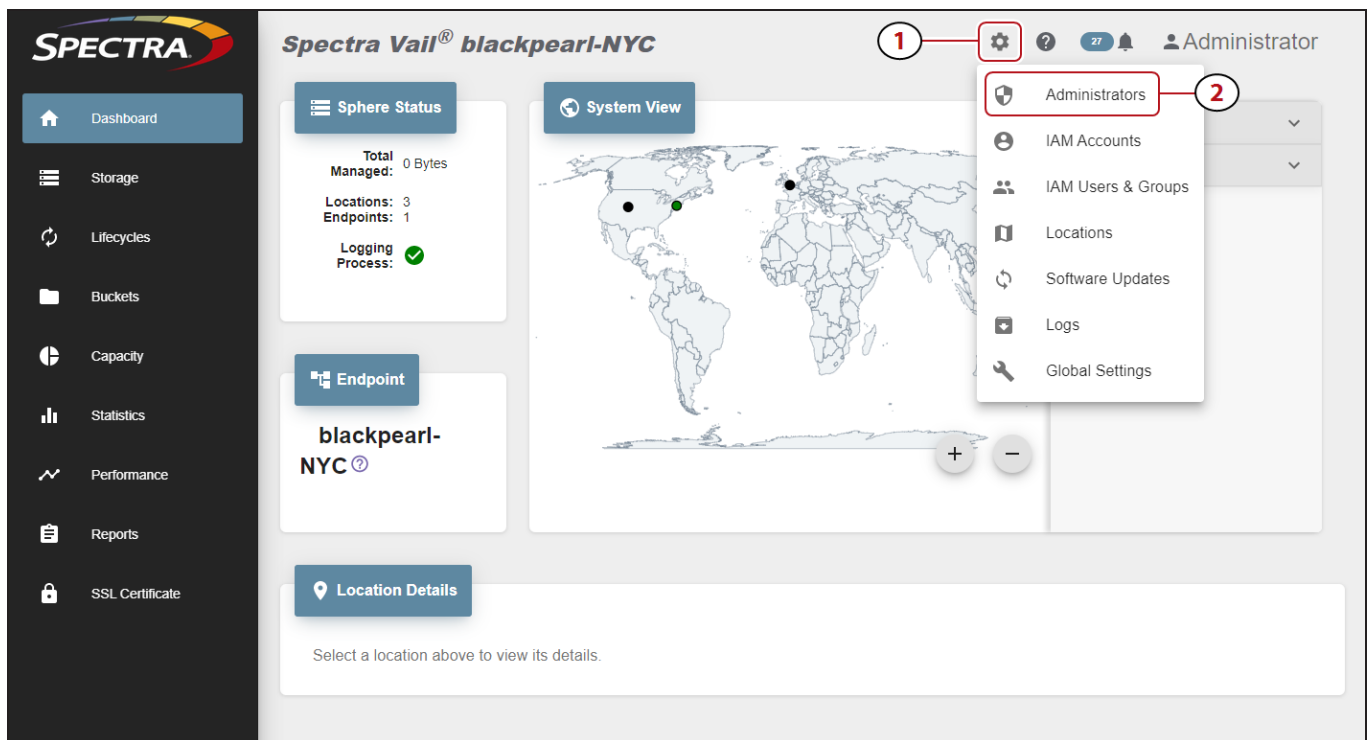 SPECTRA
Spectra Vail® blackpearl-NYC
1
27
Administrator
Dashboard
Storage
Lifecycles
Buckets
Capacity
Statistics
Performance
Reports
SSL Certificate
Sphere Status
Total Managed: 0 Bytes
Locations: 3
Endpoints: 1
Logging Process:
Endpoint
blackpearl-
NYC
System View
+
−
Administrators
2
IAM Accounts
IAM Users & Groups
Locations
Software Updates
Logs
Global Settings
Location Details
Select a location above to view its details.